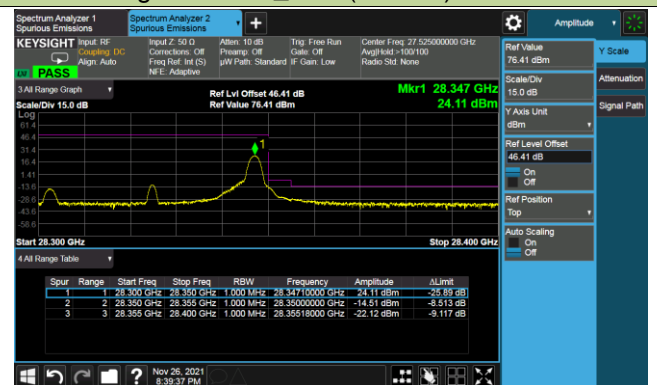 Spectrum Analyzer 1
Spurious Emissions
Spectrum Analyzer 2
Spurious Emissions
Amplitude
KEYSIGHT
Input: RF
Coupling: DC
Align: Auto
Input Z: 50 Ω
Corrections: Off
Freq Ref: Int (S)
NFE: Adaptive
Atten: 10 dB
Preamp: Off
µW Path: Standard
Trig: Free Run
Gate: Off
IF Gain: Low
Center Freq: 27.525000000 GHz
Avg|Hold:>100/100
Radio Std: None
PASS
3 All Range Graph
Ref Lvl Offset 46.41 dB
Mkr1 28.347 GHz
Scale/Div 15.0 dB
Ref Value 76.41 dBm
24.11 dBm
Log
61.4
46.4
31.4
16.4
1.41
-13.6
-28.6
-43.6
-58.6
1
Start 28.300 GHz
Stop 28.400 GHz
4 All Range Table
Spur Range Start Freq Stop Freq RBW Frequency Amplitude ΔLimit
1 1 28.300 GHz 28.350 GHz 1.000 MHz 28.34710000 GHz 24.11 dBm -25.89 dB
2 2 28.350 GHz 28.355 GHz 1.000 MHz 28.35000000 GHz -14.51 dBm -8.513 dB
3 3 28.355 GHz 28.400 GHz 1.000 MHz 28.35518000 GHz -22.12 dBm -9.117 dB
Ref Value
76.41 dBm
Scale/Div
15.0 dB
Y Axis Unit
dBm
Ref Level Offset
46.41 dB
On
Off
Ref Position
Top
Auto Scaling
On
Off
Y Scale
Attenuation
Signal Path
Nov 26, 2021
8:39:37 PM